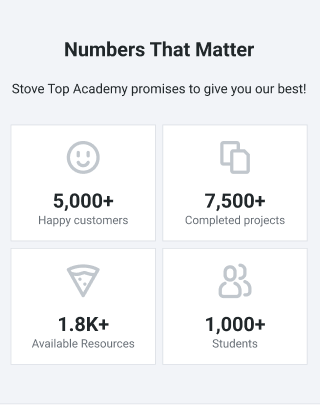 Numbers That Matter
Stove Top Academy promises to give you our best!
5,000+
Happy customers
7,500+
Completed projects
1.8K+
Available Resources
1,000+
Students